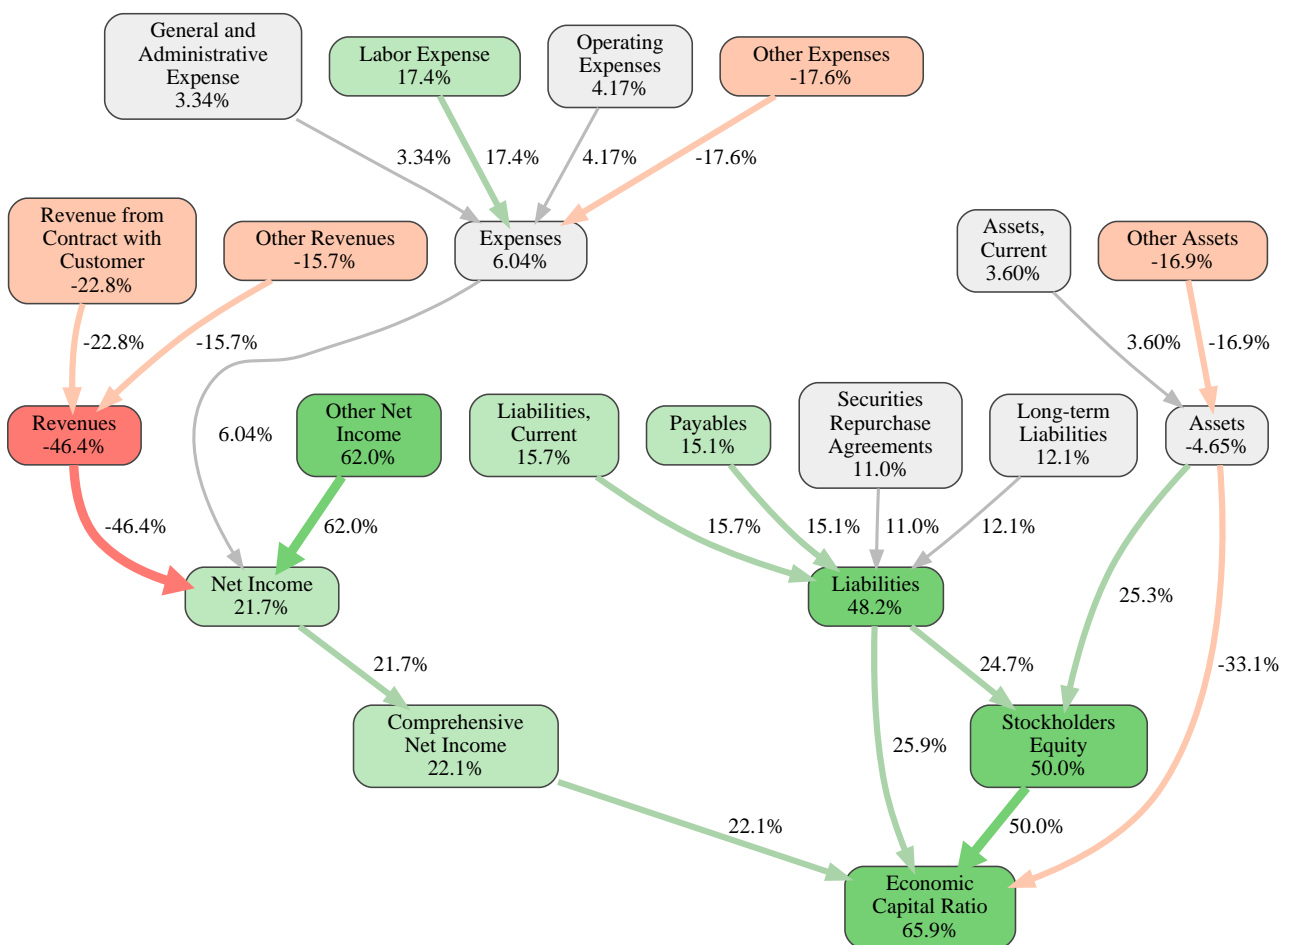 General and
Administrative
Expense
3.34%
Labor Expense
17.4%
Operating
Expenses
4.17%
Other Expenses
-17.6%
3.34%
17.4%
4.17%
-17.6%
Revenue from
Contract with
Customer
-22.8%
Other Revenues
-15.7%
Expenses
6.04%
Assets,
Current
3.60%
Other Assets
-16.9%
-22.8%
-15.7%
3.60%
-16.9%
Revenues
-46.4%
6.04%
Other Net
Income
62.0%
Liabilities,
Current
15.7%
Payables
15.1%
Securities
Repurchase
Agreements
11.0%
Long-term
Liabilities
12.1%
Assets
-4.65%
-46.4%
62.0%
15.7%
15.1%
11.0%
12.1%
Net Income
21.7%
Liabilities
48.2%
25.3%
21.7%
24.7%
-33.1%
Comprehensive
Net Income
22.1%
25.9%
Stockholders
Equity
50.0%
22.1%
50.0%
Economic
Capital Ratio
65.9%